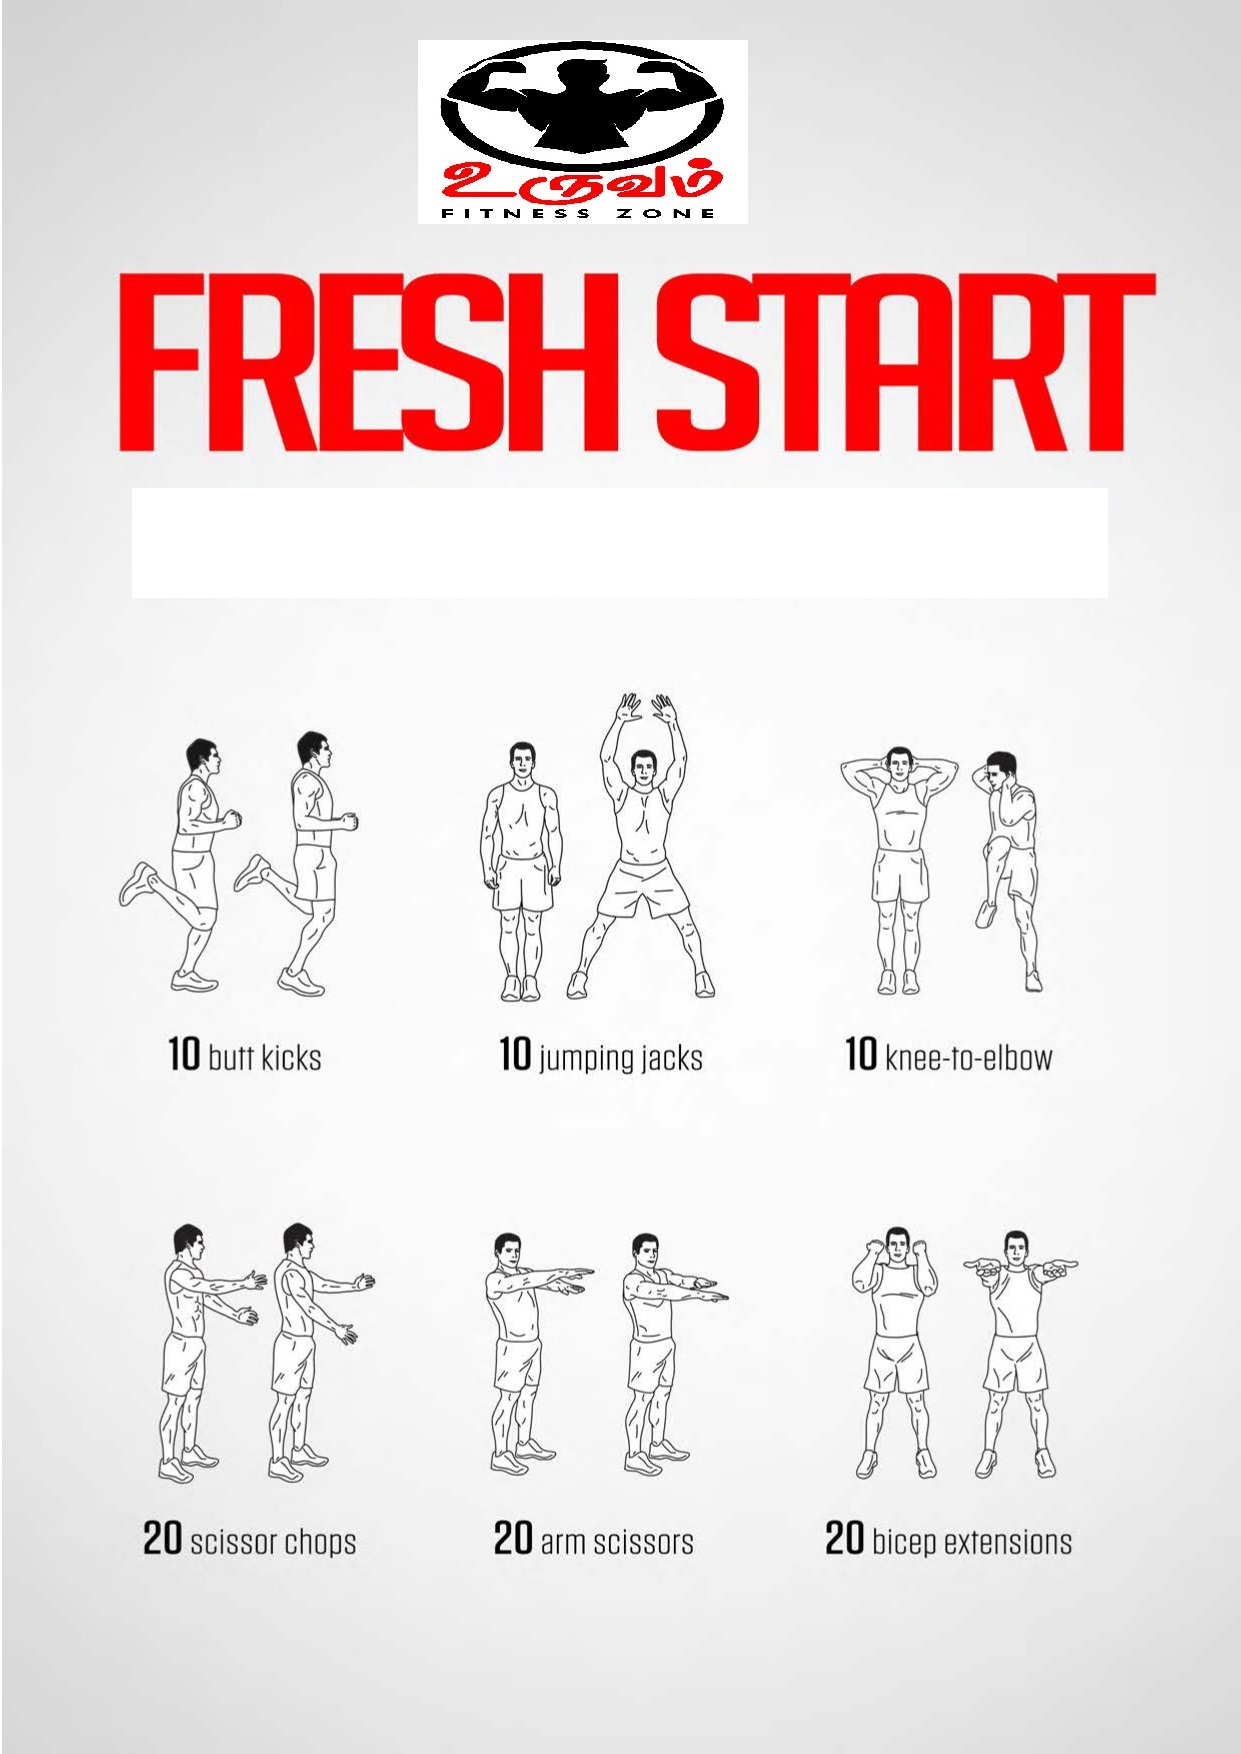 உருவம்
FITNESS ZONE
FRESH START
10 butt kicks
10 jumping jacks
10 knee-to-elbow
20 scissor chops
20 arm scissors
20 bicep extensions